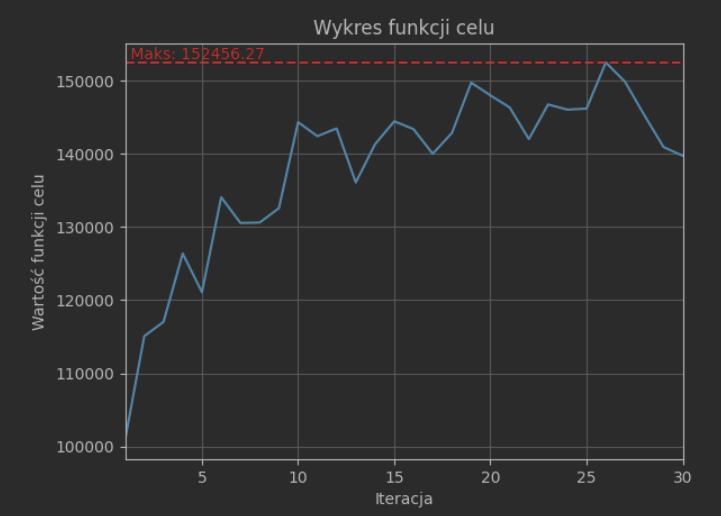 Wykres funkcji celu
Maks: 152456.27
150000
140000
130000
120000
110000
100000
Wartość funkcji celu
5 10 15 20 25 30
Iteracja